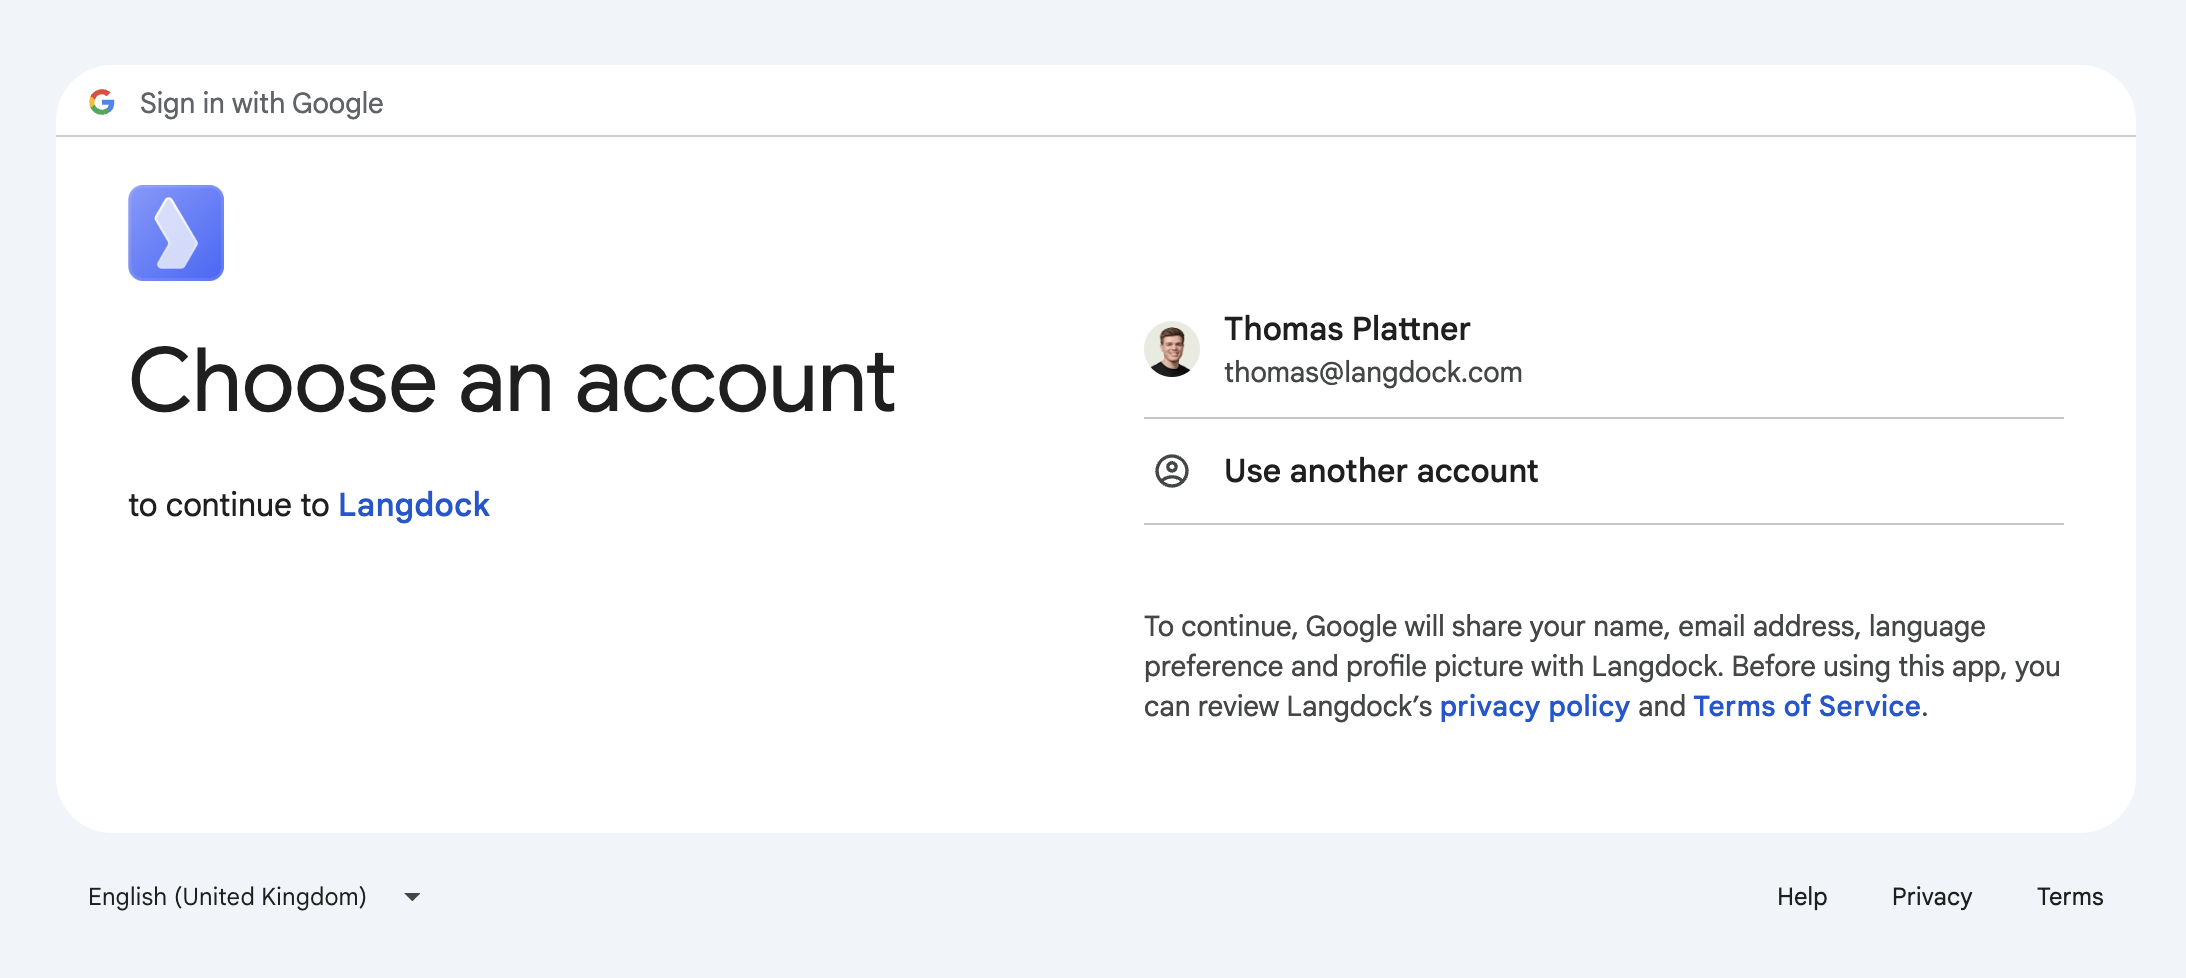 Sign in with Google
Choose an account
to continue to Langdock
Thomas Plattner
thomas@langdock.com
Use another account
To continue, Google will share your name, email address, language
preference and profile picture with Langdock. Before using this app, you
can review Langdock’s privacy policy and Terms of Service.
English (United Kingdom)
Help
Privacy
Terms